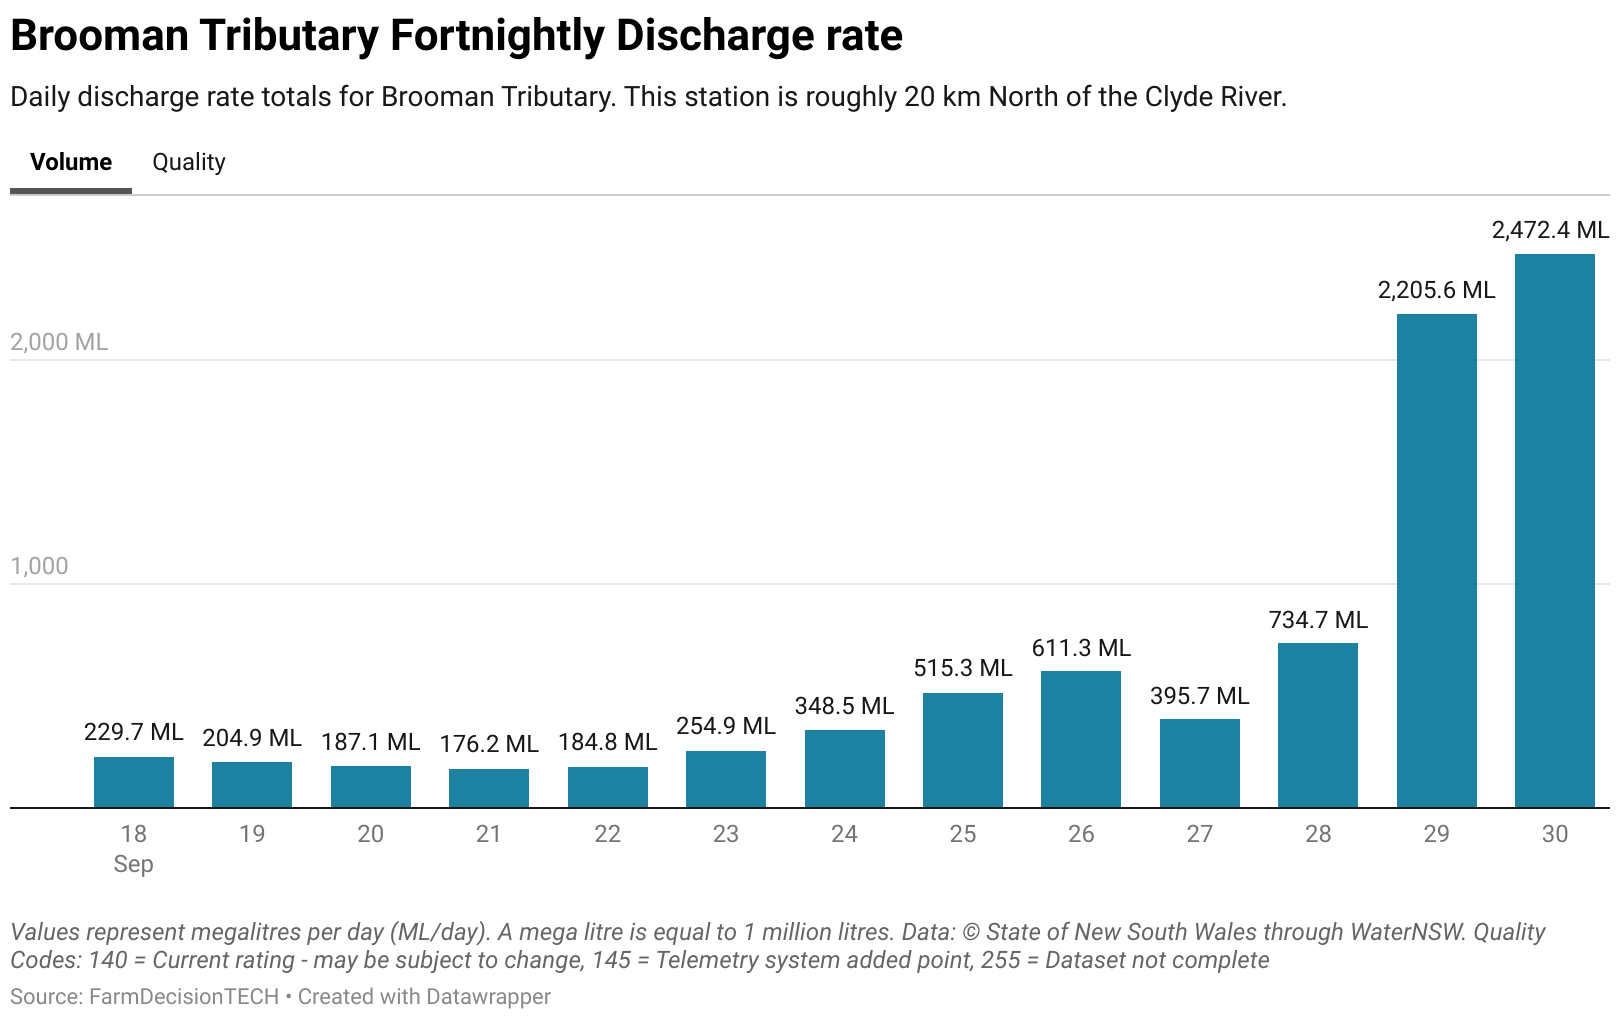 Brooman Tributary Fortnightly Discharge rate
Daily discharge rate totals for Brooman Tributary. This station is roughly 20 km North of the Clyde River.
Volume Quality
2,472.4 ML
2,205.6 ML
2,000 ML
1,000
734.7 ML
611.3 ML
515.3 ML
395.7 ML
348.5 ML
254.9 ML
229.7 ML 204.9 ML 187.1 ML 176.2 ML 184.8 ML
18 19 20 21 22 23 24 25 26 27 28 29 30
Sep
Values represent megalitres per day (ML/day). A mega litre is equal to 1 million litres. Data: © State of New South Wales through WaterNSW. Quality
Codes: 140 = Current rating - may be subject to change, 145 = Telemetry system added point, 255 = Dataset not complete
Source: FarmDecisionTECH • Created with Datawrapper